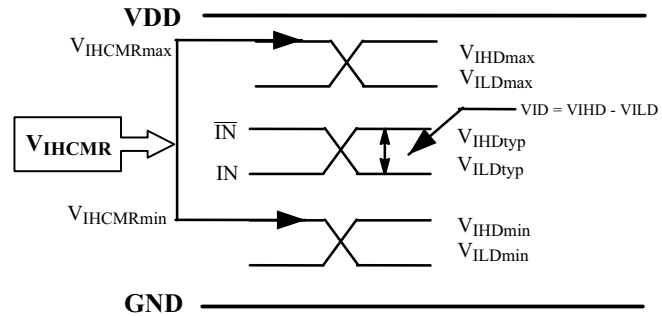 VDD
VIHCMRmax
VIHDmax
VILDmax
VID = VIHD - VILD
IN
VIHDtyp
VIHCMR
IN
VILDtyp
VIHCMRmin
VIHDmin
VILDmin
GND